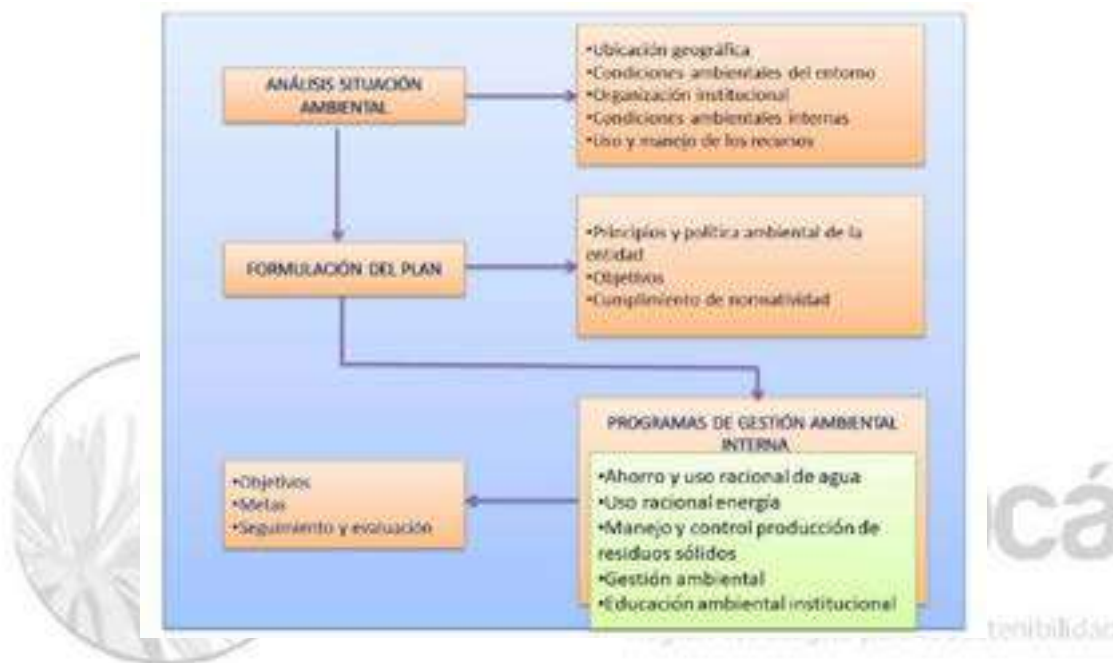 ANÁLISIS SITUACIÓN
AMBIENTAL
•Ubicación geográfica
•Condiciones ambientales del entorno
•Organización institucional
•Condiciones ambientales internas
•Uso y manejo de los recursos
FORMULACIÓN DEL PLAN
•Principios y política ambiental de la
entidad
•Objetivos
•Cumplimiento de normatividad
PROGRAMAS DE GESTIÓN AMBIENTAL
INTERNA
•Ahorro y uso racional de agua
•Uso racional energía
•Manejo y control producción de
residuos sólidos
•Gestión ambiental
•Educación ambiental institucional
•Objetivos
•Metas
•Seguimiento y evaluación
cá
tenibilidad